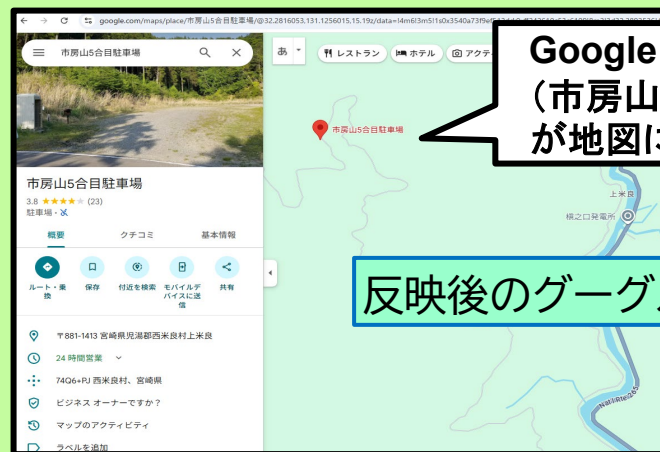 google.com/maps/place/市房山5合目駐車場/@32.2816053,131.1256015,15.19z/data=!4m6!3m5!1s0x3540a73f9ef
市房山5合目駐車場
あ
レストラン
ホテル
アクテ
Google
（市房山
が地図に
市房山5合目駐車場
上米良
槇之口発電所
市房山5合目駐車場
3.8 ★★★★★ (23)
駐車場・
概要 クチコミ 基本情報
ルート・乗換
保存
付近を検索
モバイルデバイスに送信
共有
反映後のグーグ
〒881-1413 宮崎県児湯郡西米良村上米良
24 時間営業
74Q6+PJ 西米良村、宮崎県
ビジネス オーナーですか？
マップのアクティビティ
ラベルを追加
Nat'l Rte 265